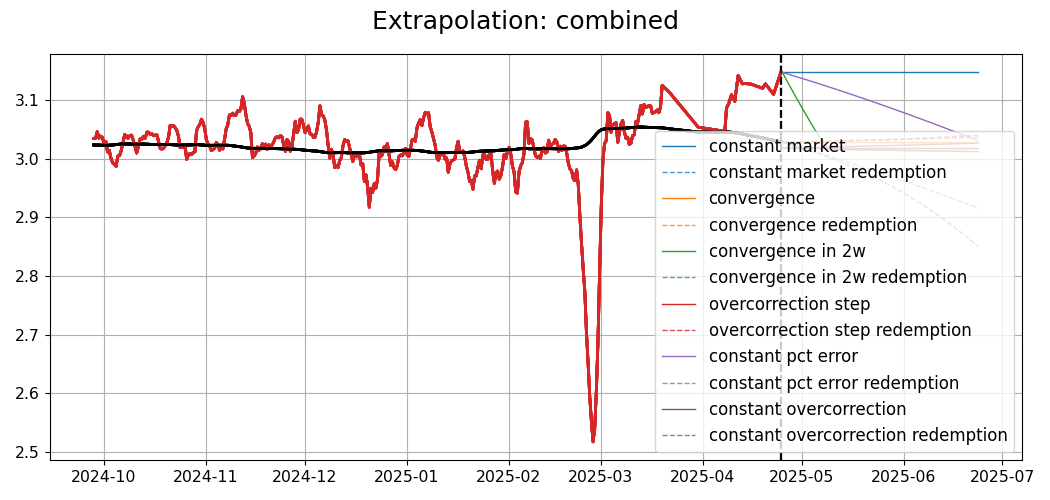 Extrapolation: combined
3.1
3.0
2.9
2.8
2.7
2.6
2.5
constant market
constant market redemption
convergence
convergence redemption
convergence in 2w
convergence in 2w redemption
overcorrection step
overcorrection step redemption
constant pct error
constant pct error redemption
constant overcorrection
constant overcorrection redemption
2024-10 2024-11 2024-12 2025-01 2025-02 2025-03 2025-04 2025-05 2025-06 2025-07